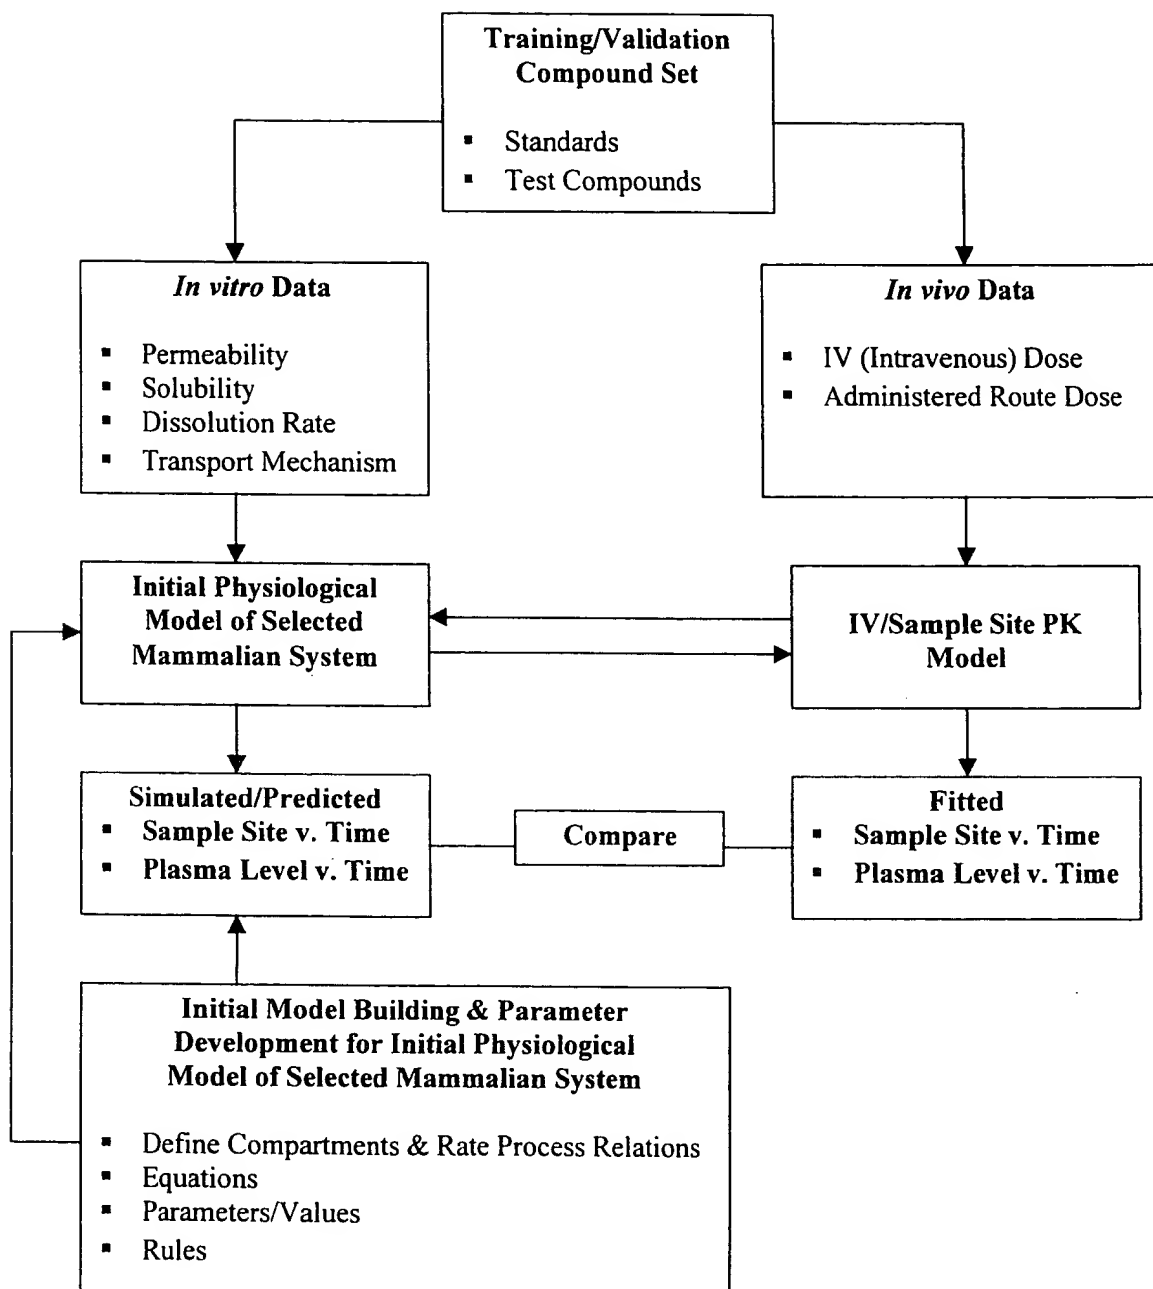 Training/Validation
Compound Set
▪ Standards
▪ Test Compounds
In vitro Data
▪ Permeability
▪ Solubility
▪ Dissolution Rate
▪ Transport Mechanism
In vivo Data
▪ IV (Intravenous) Dose
▪ Administered Route Dose
Initial Physiological
Model of Selected
Mammalian System
IV/Sample Site PK
Model
Simulated/Predicted
▪ Sample Site v. Time
▪ Plasma Level v. Time
Compare
Fitted
▪ Sample Site v. Time
▪ Plasma Level v. Time
Initial Model Building & Parameter
Development for Initial Physiological
Model of Selected Mammalian System
▪ Define Compartments & Rate Process Relations
▪ Equations
▪ Parameters/Values
▪ Rules